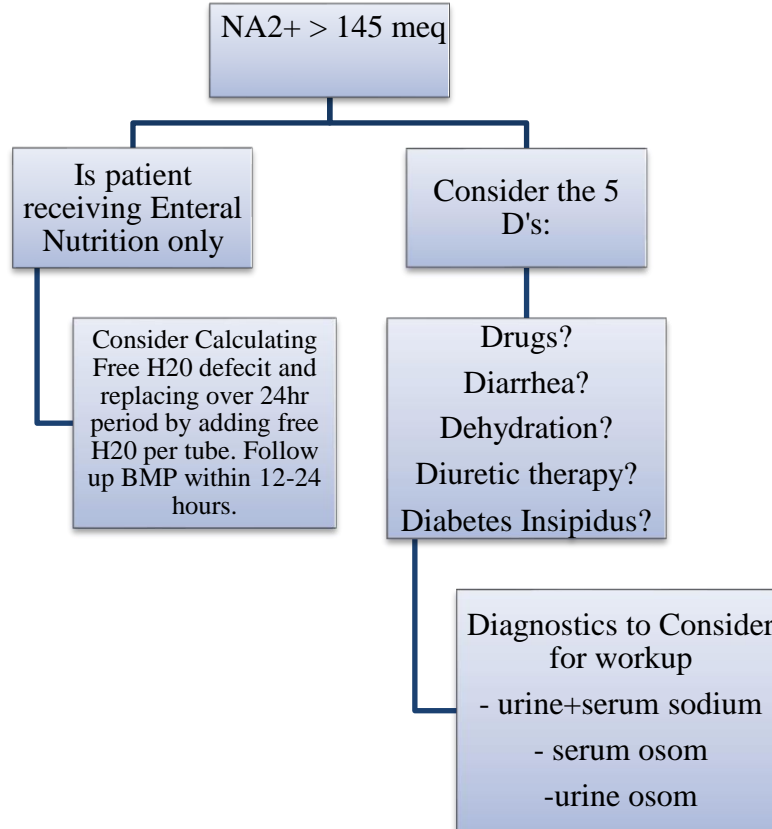 NA2+ > 145 meq
Is patient
receiving Enteral
Nutrition only
Consider Calculating
Free H20 defecit and
replacing over 24hr
period by adding free
H20 per tube. Follow
up BMP within 12-24
hours.
Consider the 5
D's:
Drugs?
Diarrhea?
Dehydration?
Diuretic therapy?
Diabetes Insipidus?
Diagnostics to Consider
for workup
- urine+serum sodium
- serum osom
-urine osom